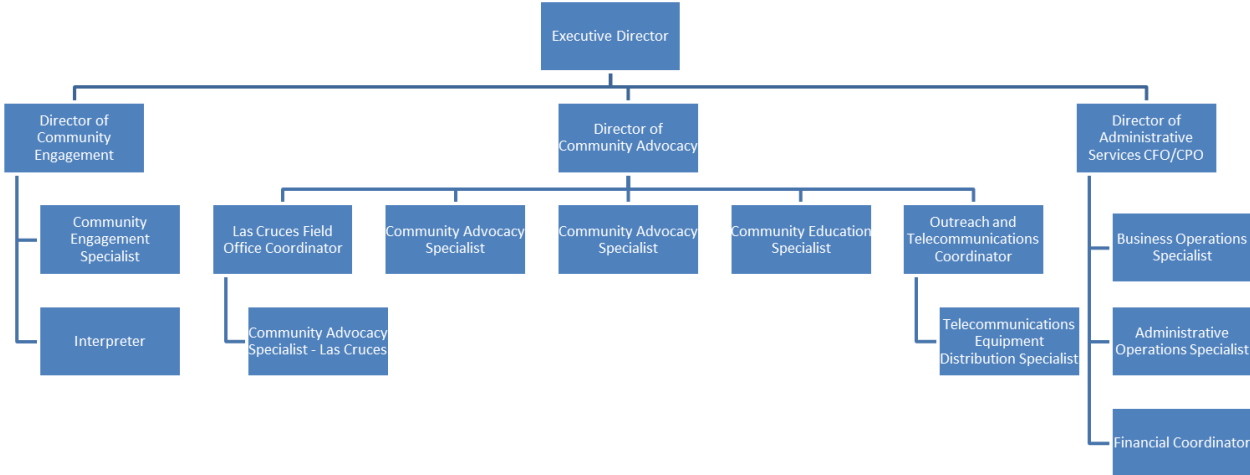 Executive Director
Director of
Community
Engagement
Director of
Community Advocacy
Director of
Administrative
Services CFO/CPO
Community
Engagement
Specialist
Las Cruces Field
Office Coordinator
Community Advocacy
Specialist
Community Advocacy
Specialist
Community Education
Specialist
Outreach and
Telecommunications
Coordinator
Business Operations
Specialist
Interpreter
Community Advocacy
Specialist - Las Cruces
Telecommunications
Equipment
Distribution Specialist
Administrative
Operations Specialist
Financial Coordinator